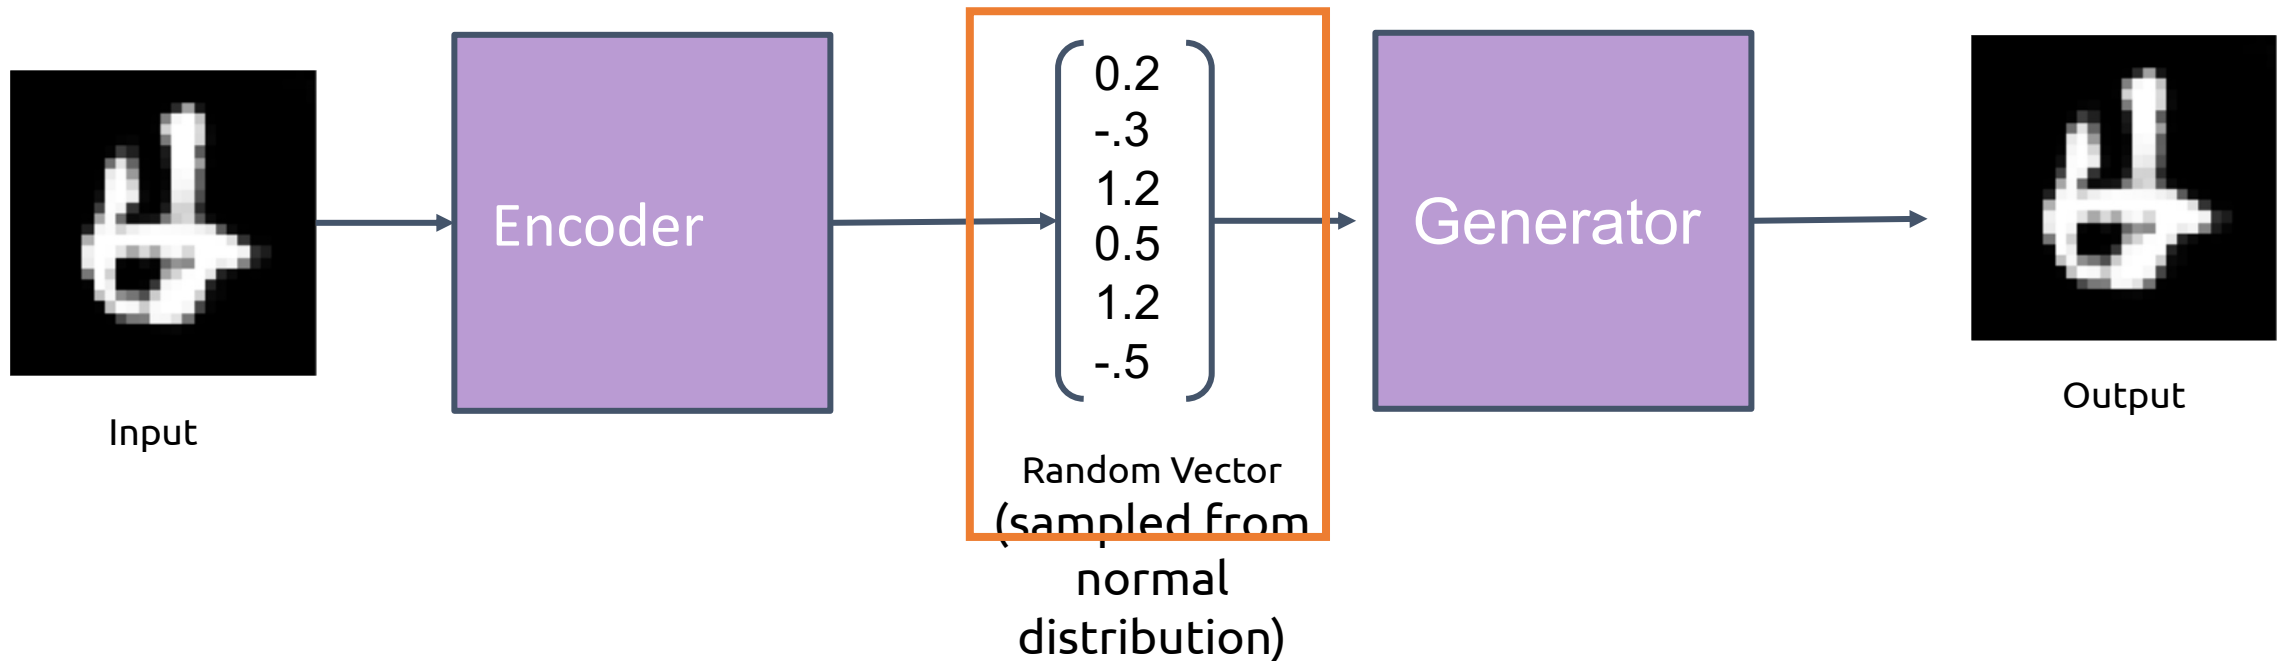 Input
Encoder
0.2
-.3
1.2
0.5
1.2
-.5
Random Vector
(sampled from
normal
distribution)
Generator
Output